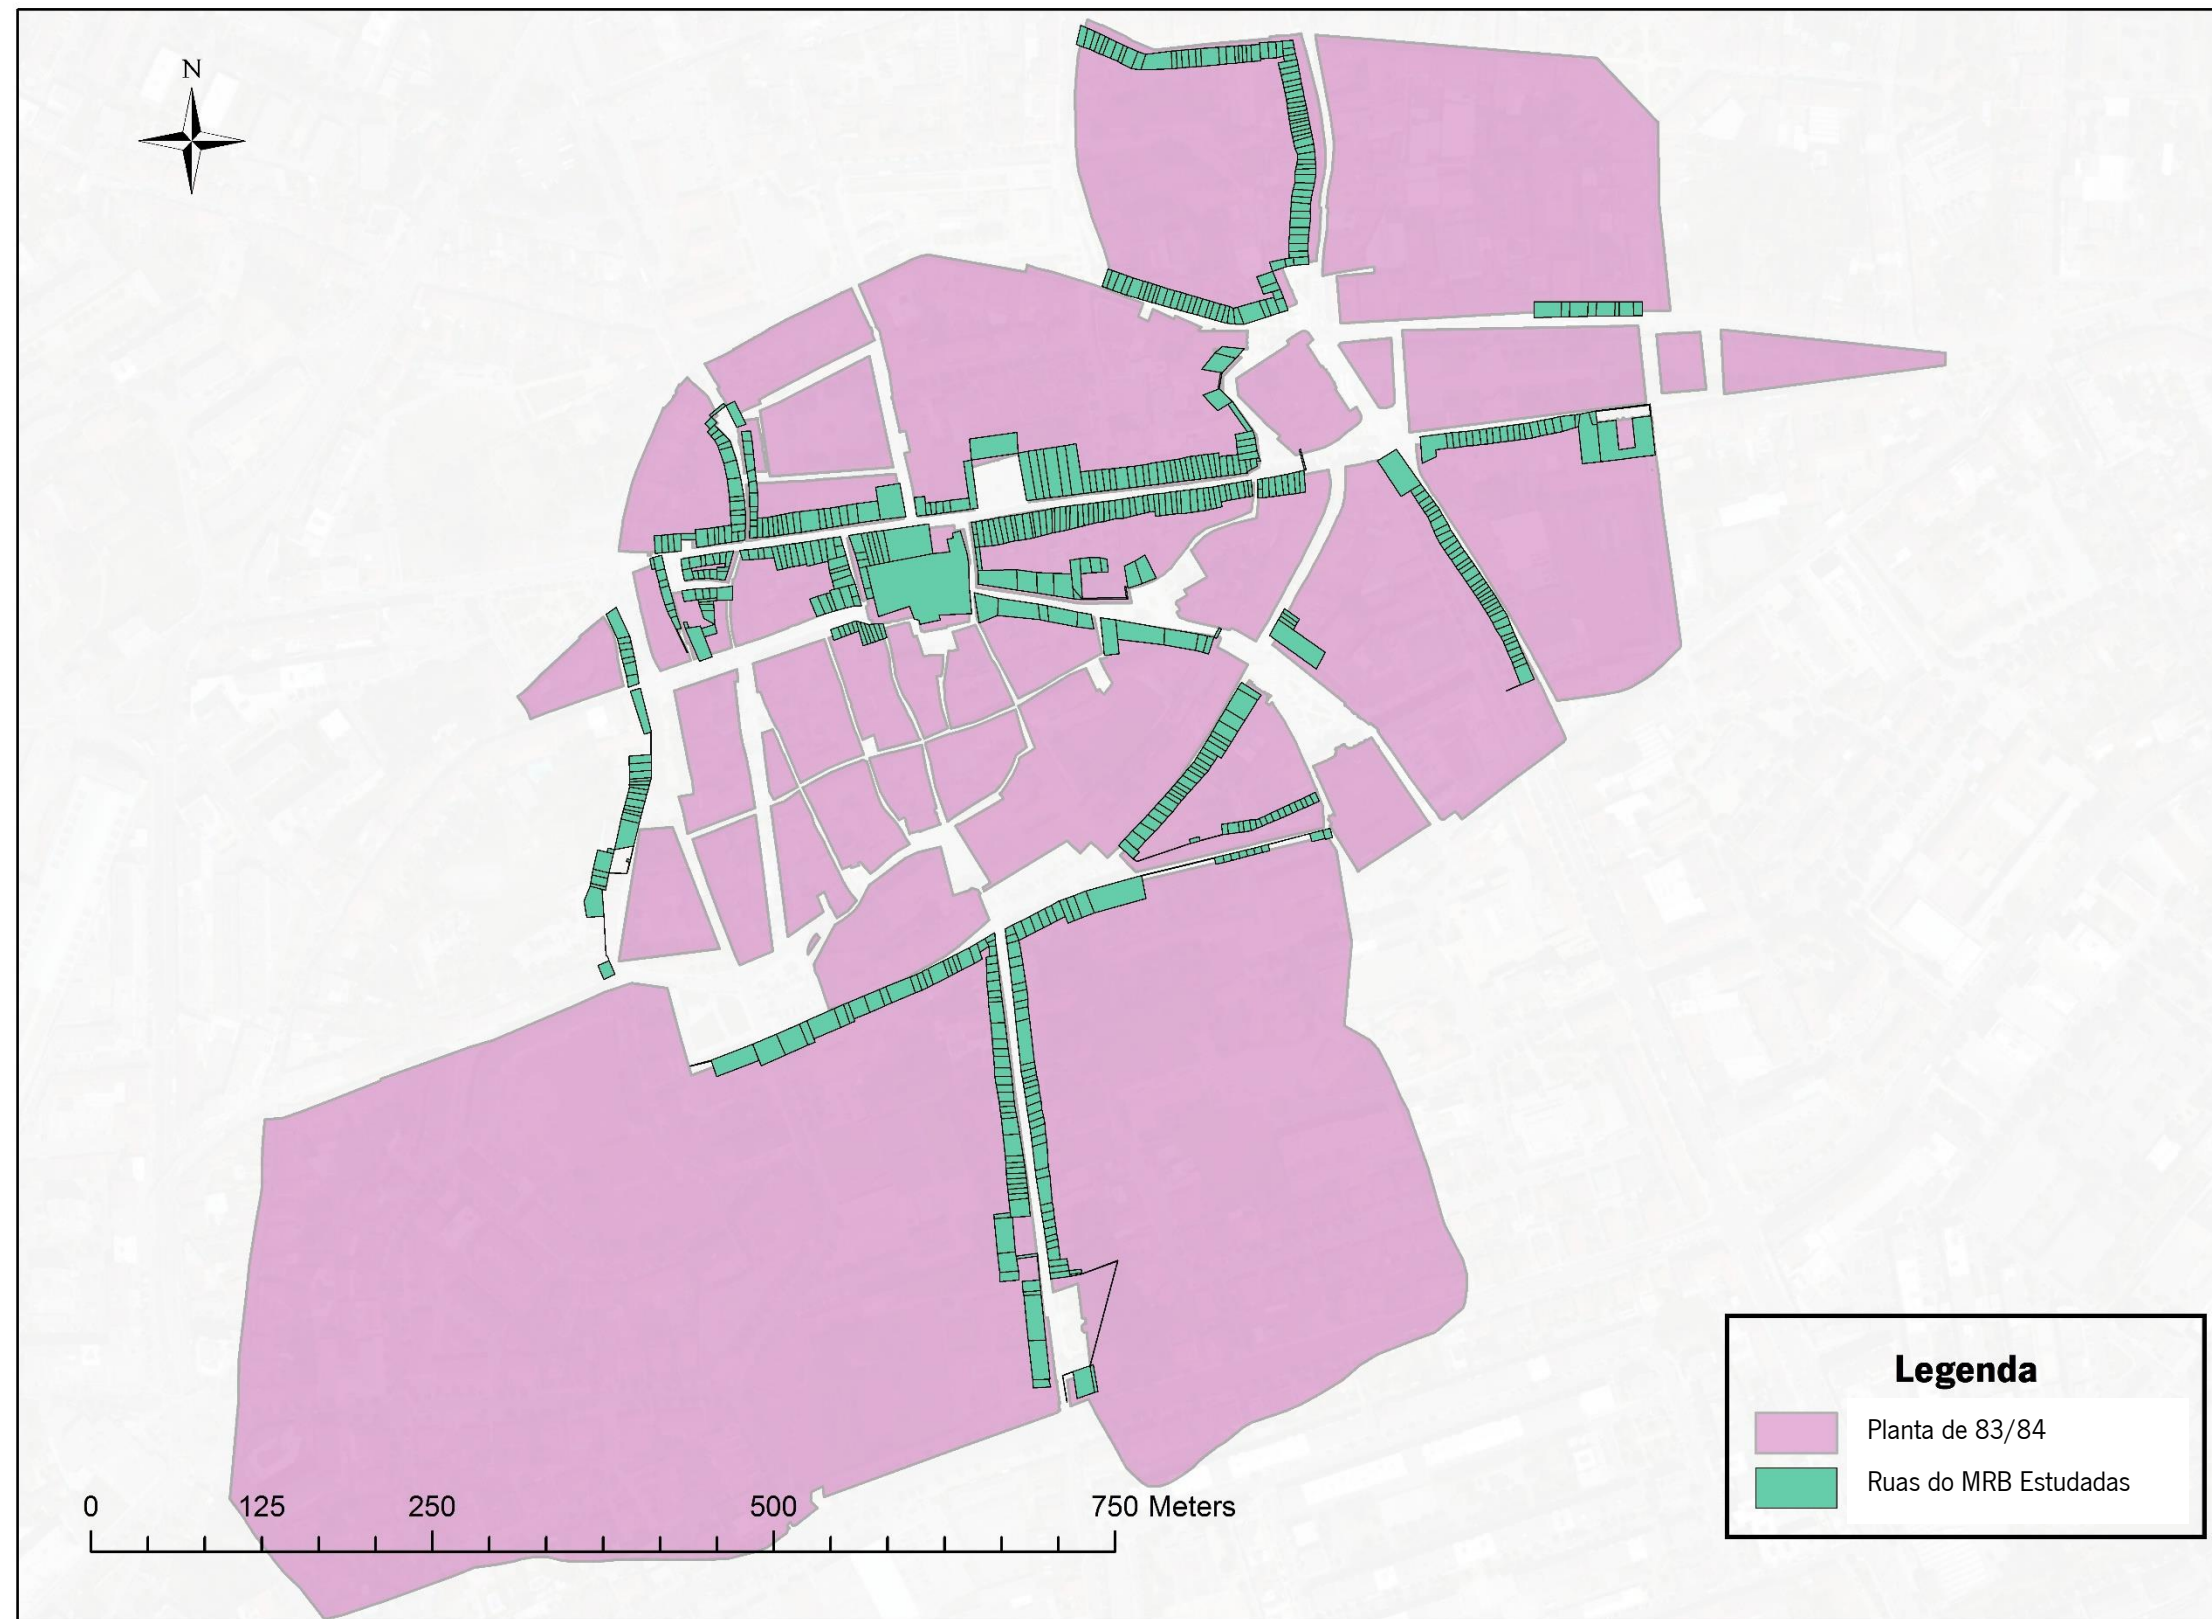 N
Legenda
Planta de 83/84
Ruas do MRB Estudadas
0 125 250 500 750 Meters